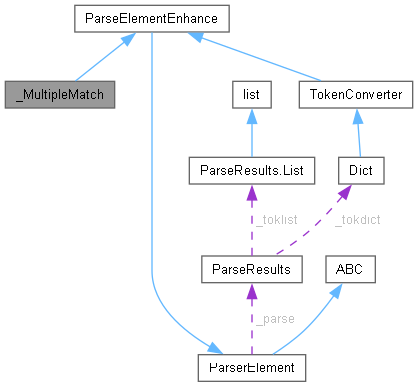 ParseElementEnhance
_MultipleMatch
list
TokenConverter
ParseResults.List
Dict
_toklist
_tokdict
ParseResults
ABC
_parse
ParserElement